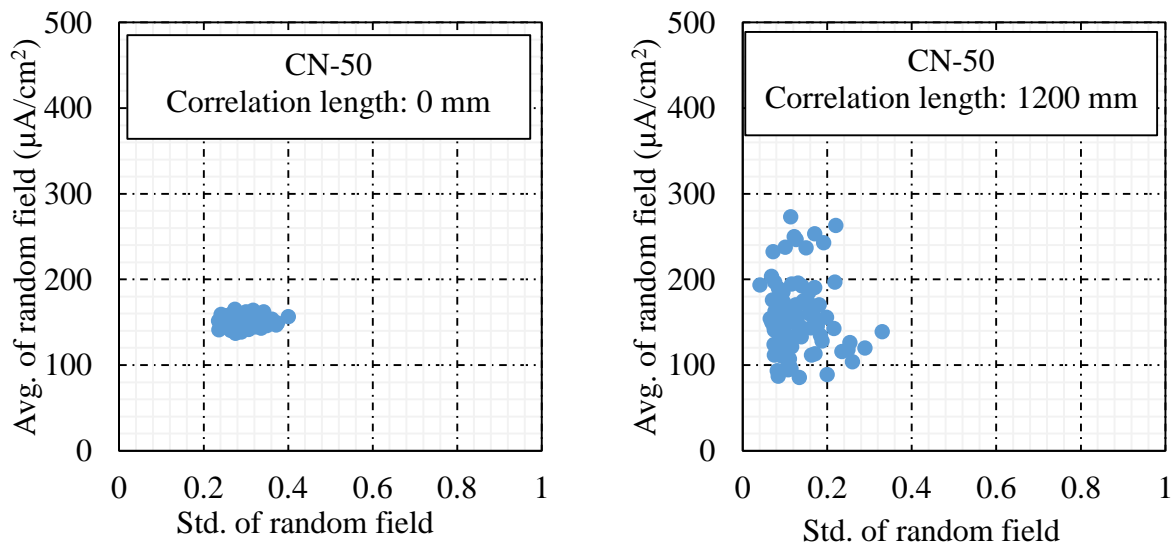 500
400
300
200
100
0
Avg. of random field (µA/cm²)
CN-50
Correlation length: 0 mm
0 0.2 0.4 0.6 0.8 1
Std. of random field
500
400
300
200
100
0
Avg. of random field (µA/cm²)
CN-50
Correlation length: 1200 mm
0 0.2 0.4 0.6 0.8 1
Std. of random field